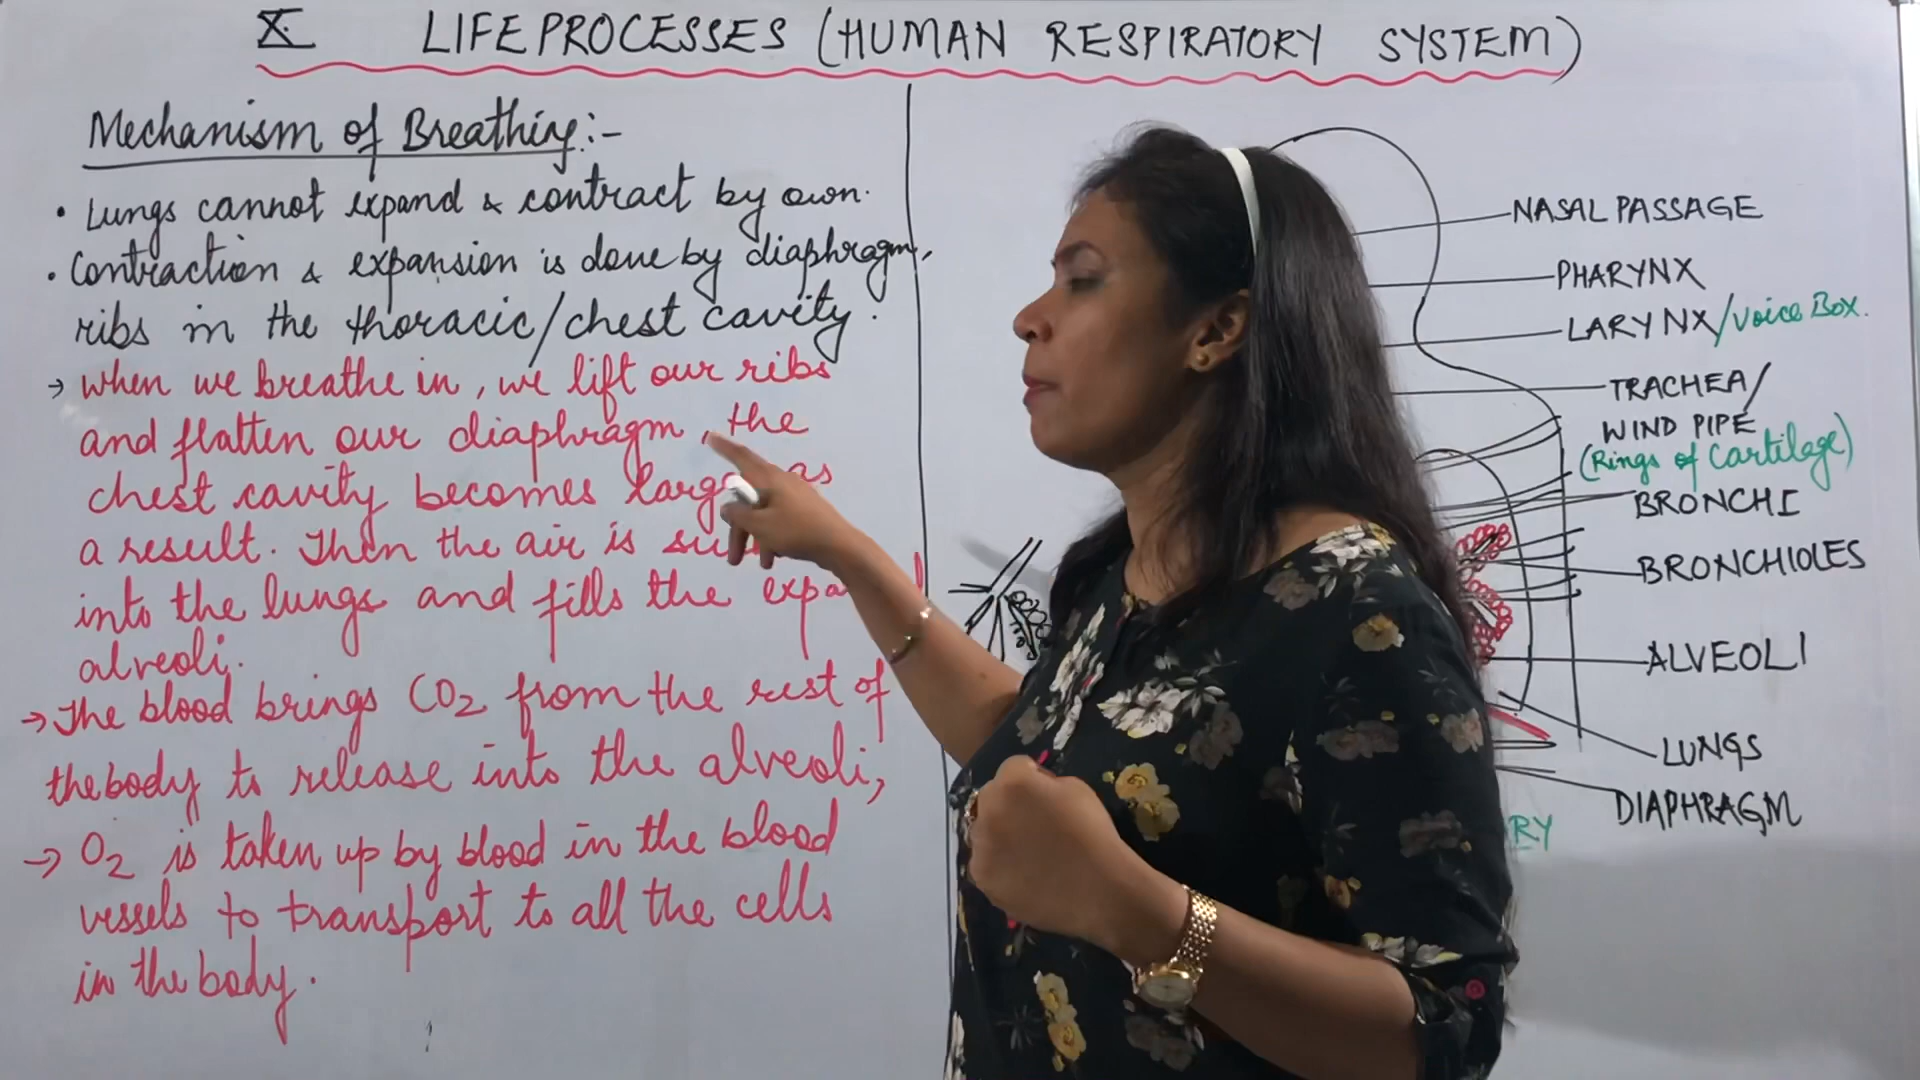 X LIFE PROCESSES (HUMAN RESPIRATORY SYSTEM)
Mechanism of Breathing:-
• Lungs cannot expand & contract by own.
• Contraction & expansion is done by diaphragm,
ribs in the thoracic/chest cavity.
→ When we breathe in, we lift our ribs
and flatten our diaphragm, the
chest cavity becomes as
a result. Then the air is
into the lungs and fills the
alveoli.
→ The blood brings CO2 from the rest of
the body to release into the alveoli,
→ O2 is taken up by blood in the blood
vessels to transport to all the cells
in the body.
NASAL PASSAGE
PHARYNX
LARYNX/Voice Box.
TRACHEA/
WIND PIPE
(Rings of Cartilage)
BRONCHI
BRONCHIOLES
ALVEOLI
LUNGS
DIAPHRAGM
RY